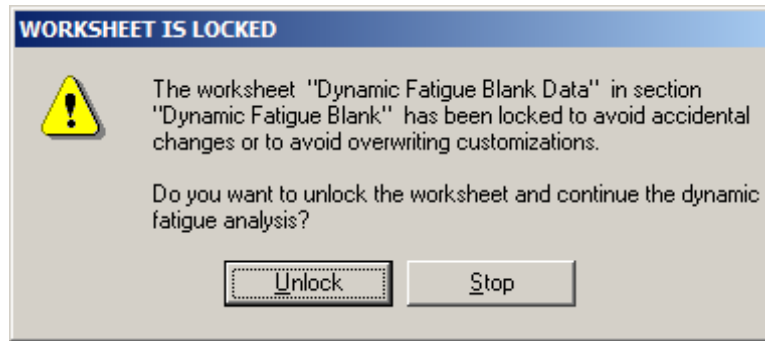 WORKSHEET IS LOCKED
The worksheet "Dynamic Fatigue Blank Data" in section
"Dynamic Fatigue Blank" has been locked to avoid accidental
changes or to avoid overwriting customizations.
Do you want to unlock the worksheet and continue the dynamic
fatigue analysis?
Unlock
Stop